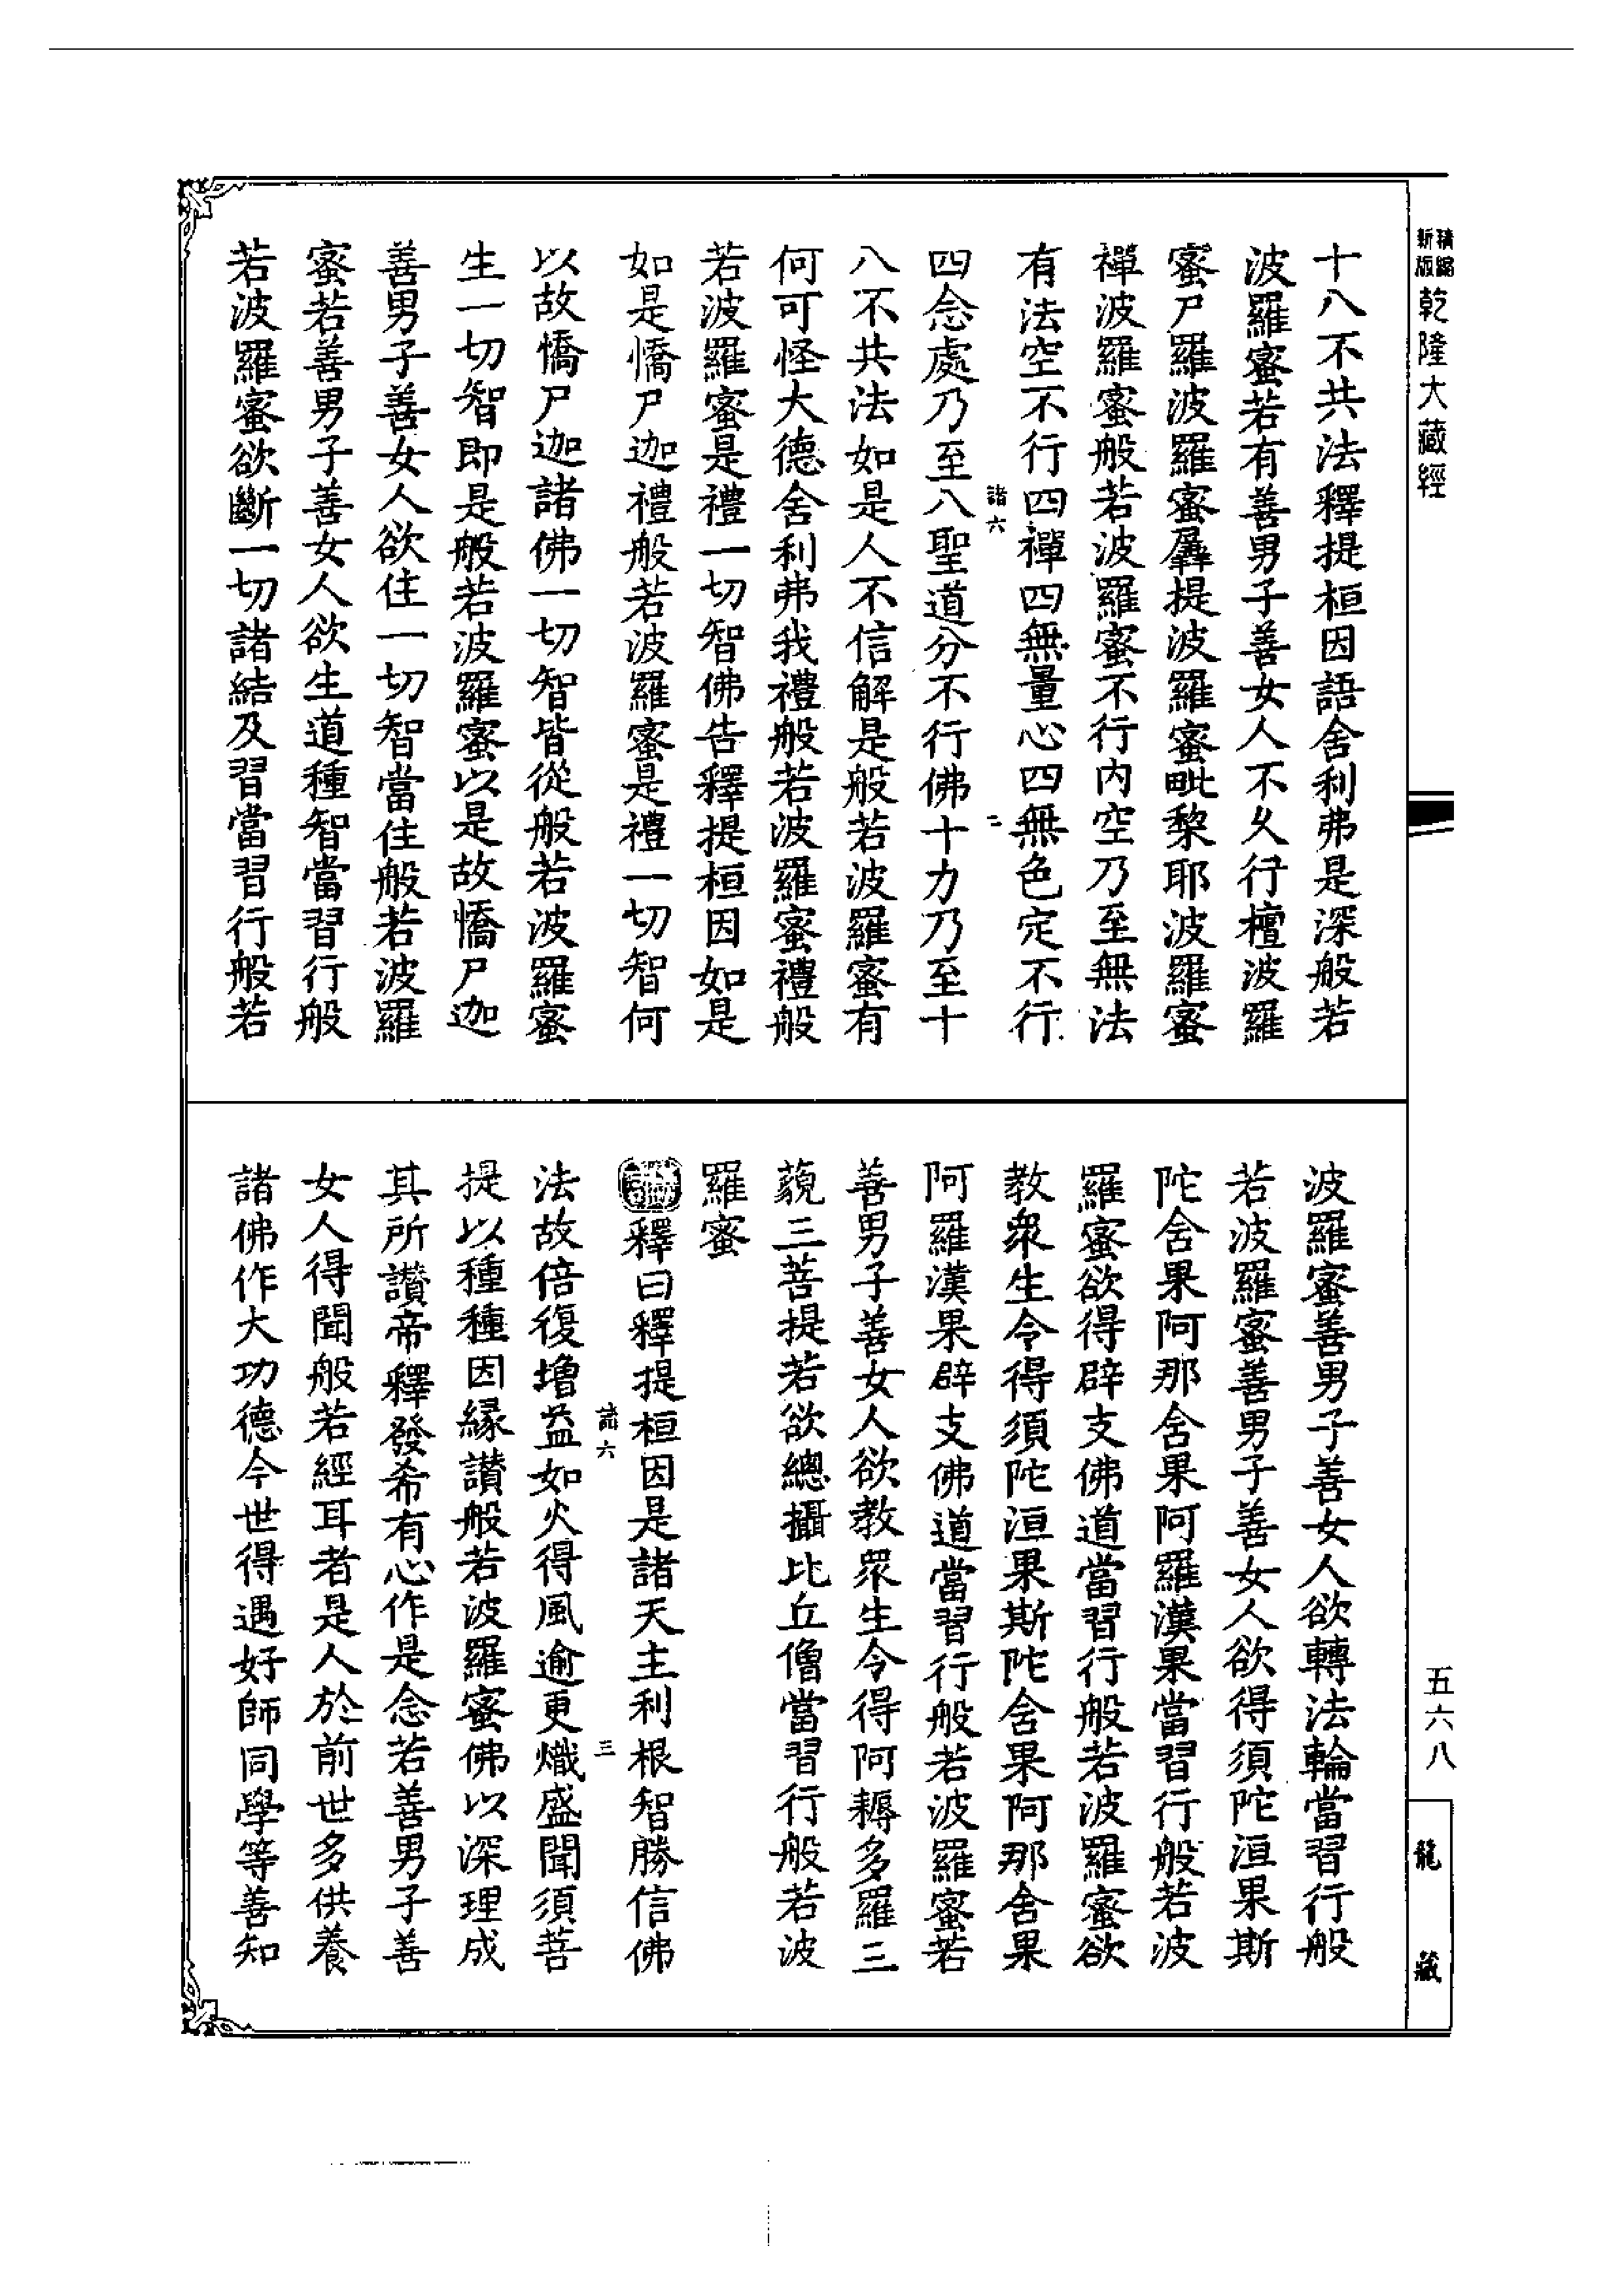 精縮
新版
乾隆大藏經
十八不共法釋提桓因語舍利弗是深般若
波羅蜜若有善男子善女人不久行檀波羅
蜜尸羅波羅蜜羼提波羅蜜毗黎耶波羅蜜
禪波羅蜜般若波羅蜜不行內空乃至無法
有法空不行四禪四無量心四無色定不行
諸六
二
四念處乃至八聖道分不行佛十力乃至十
八不共法如是人不信解是般若波羅蜜有
何可怪大德舍利弗我禮般若波羅蜜禮般
若波羅蜜是禮一切智佛告釋提桓因如是
如是憍尸迦禮般若波羅蜜是禮一切智何
以故憍尸迦諸佛一切智皆從般若波羅蜜
生一切智即是般若波羅蜜以是故憍尸迦
善男子善女人欲住一切智當住般若波羅
蜜若善男子善女人欲生道種智當習行般
若波羅蜜欲斷一切諸結及習當習行般若
波羅蜜善男子善女人欲轉法輪當習行般
若波羅蜜善男子善女人欲得須陀洹果斯
陀舍果阿那舍果阿羅漢果當習行般若波
羅蜜欲得辟支佛道當習行般若波羅蜜欲
教衆生令得須陀洹果斯陀舍果阿那舍果
阿羅漢果辟支佛道當習行般若波羅蜜若
善男子善女人欲教衆生令得阿耨多羅三
藐三菩提若欲總攝比丘僧當習行般若波
羅蜜
釋曰釋提桓因是諸天主利根智勝信佛
諸六
三
法故倍復增益如火得風逾更熾盛聞須菩
提以種種因緣讃般若波羅蜜佛以深理成
其所讃帝釋發希有心作是念若善男子善
女人得聞般若經耳者是人於前世多供養
諸佛作大功德今世得遇好師同學等善知
五六八
龍藏